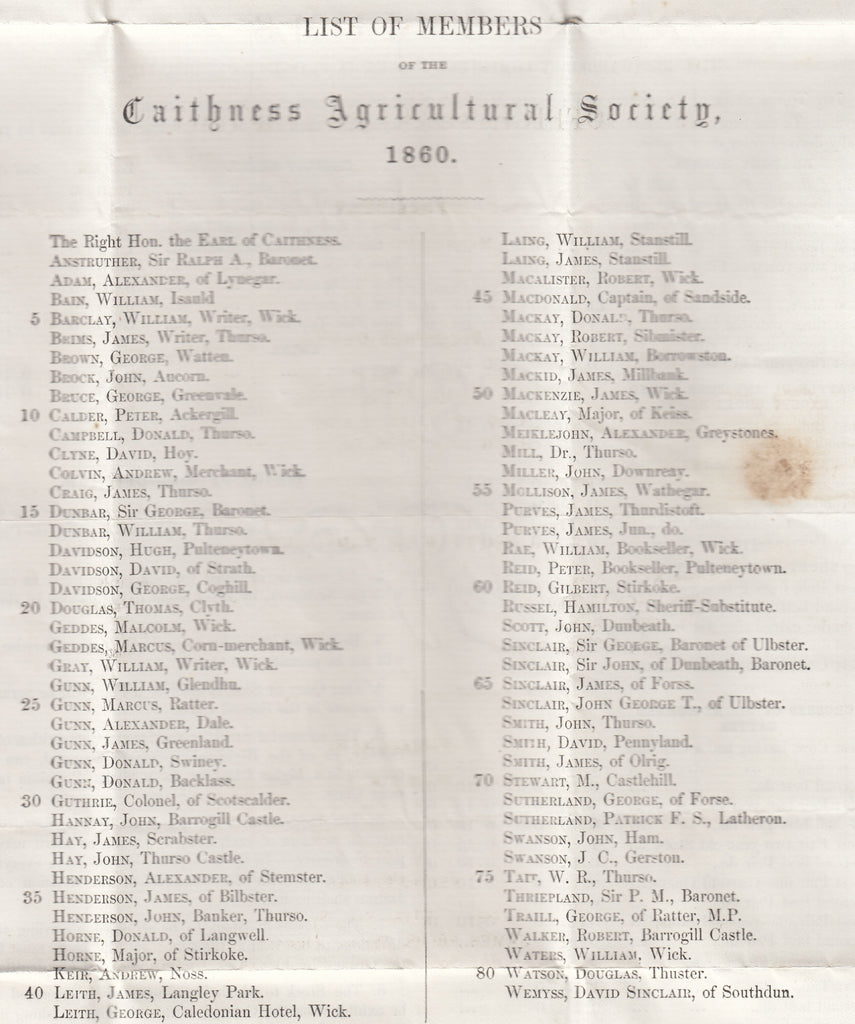 LIST OF MEMBERS
OF THE
Caithness Agricultural Society,
1860.
The Right Hon. the EARL of CAITHNESS.
ANSTRUTHER, Sir RALPH A., Baronet.
ADAM, ALEXANDER, of Lynegar.
BAIN, WILLIAM, Isauld
5 BARCLAY, WILLIAM, Writer, Wick.
BRIMS, JAMES, Writer, Thurso.
BROWN, GEORGE, Watten.
BROCK, JOHN, Aucorn.
BRUCE, GEORGE, Greenvale.
10 CALDER, PETER, Ackergill.
CAMPBELL, DONALD, Thurso.
CLYNE, DAVID, Hoy.
COLVIN, ANDREW, Merchant, Wick.
CRAIG, JAMES, Thurso.
15 DUNBAR, Sir GEORGE, Baronet.
DUNBAR, WILLIAM, Thurso.
DAVIDSON, HUGH, Pulteneytown.
DAVIDSON, DAVID, of Strath.
DAVIDSON, GEORGE, Coghill.
20 DOUGLAS, THOMAS, Clyth.
GEDDES, MALCOLM, Wick.
GEDDES, MARCUS, Corn-merchant, Wick.
GRAY, WILLIAM, Writer, Wick.
GUNN, WILLIAM, Glendhu.
25 GUNN, MARCUS, Ratter.
GUNN, ALEXANDER, Dale.
GUNN, JAMES, Greenland.
GUNN, DONALD, Swiney.
GUNN, DONALD, Backlass.
30 GUTHRIE, Colonel, of Scotscalder.
HANNAY, JOHN, Barrogill Castle.
HAY, JAMES, Scrabster.
HAY, JOHN, Thurso Castle.
HENDERSON, ALEXANDER, of Stemster.
35 HENDERSON, JAMES, of Bilbster.
HENDERSON, JOHN, Banker, Thurso.
HORNE, DONALD, of Langwell.
HORNE, Major, of Stirkoke.
KEIR, ANDREW, Noss.
40 LEITH, JAMES, Langley Park.
LEITH, GEORGE, Caledonian Hotel, Wick.
LAING, WILLIAM, Stanstill.
LAING, JAMES, Stanstill.
MACALISTER, ROBERT, Wick.
45 MACDONALD, Captain, of Sandside.
MACKAY, DONALD, Thurso.
MACKAY, ROBERT, Sibmister.
MACKAY, WILLIAM, Borrowston.
MACKID, JAMES, Millbank.
50 MACKENZIE, JAMES, Wick.
MACLEAY, Major, of Keiss.
MEIKLEJOHN, ALEXANDER, Greystones.
MILL, Dr., Thurso.
MILLER, JOHN, Downreay.
55 MOLLISON, JAMES, Wathegar.
PURVES, JAMES, Thurdistoft.
PURVES, JAMES, Jun., do.
RAE, WILLIAM, Bookseller, Wick.
REID, PETER, Bookseller, Pulteneytown.
60 REID, GILBERT, Stirkoke.
RUSSEL, HAMILTON, Sheriff-Substitute.
SCOTT, JOHN, Dunbeath.
SINCLAIR, Sir GEORGE, Baronet of Ulbster.
SINCLAIR, Sir JOHN, of Dunbeath, Baronet.
65 SINCLAIR, JAMES, of Forss.
SINCLAIR, JOHN GEORGE T., of Ulbster.
SMITH, JOHN, Thurso.
SMITH, DAVID, Pennyland.
SMITH, JAMES, of Olrig.
70 STEWART, M., Castlehill.
SUTHERLAND, GEORGE, of Forse.
SUTHERLAND, PATRICK F. S., Latheron.
SWANSON, JOHN, Ham.
SWANSON, J. C., Gerston.
75 TAIT, W. R., Thurso.
THRIEPLAND, Sir P. M., Baronet.
TRAILL, GEORGE, of Ratter, M.P.
WALKER, ROBERT, Barrogill Castle.
WATERS, WILLIAM, Wick.
80 WATSON, DOUGLAS, Thuster.
WEMYSS, DAVID SINCLAIR, of Southdun.